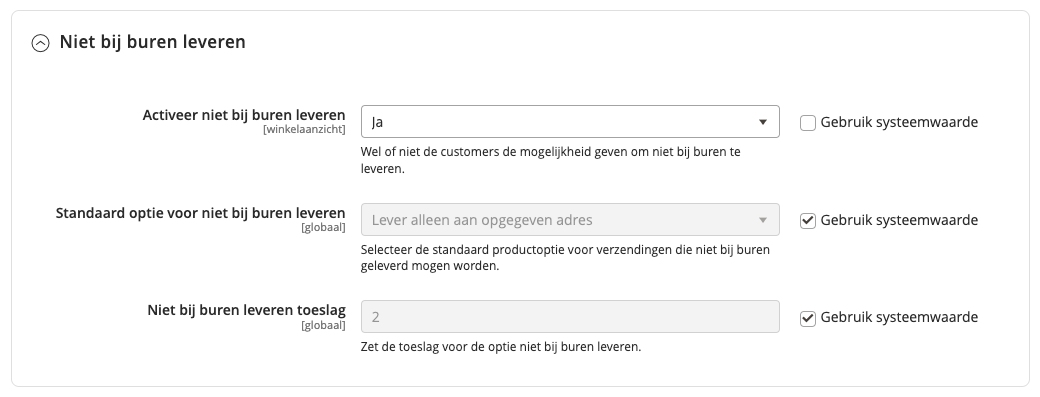 Niet bij buren leveren
Activeer niet bij buren leveren
[winkelaanzicht]
Ja
Gebruik systeemwaarde
Wel of niet de customers de mogelijkheid geven om niet bij buren te
leveren.
Standaard optie voor niet bij buren leveren
[globaal]
Lever alleen aan opgegeven adres
Gebruik systeemwaarde
Selecteer de standaard productoptie voor verzendingen die niet bij buren
geleverd mogen worden.
Niet bij buren leveren toeslag
[globaal]
2
Gebruik systeemwaarde
Zet de toeslag voor de optie niet bij buren leveren.